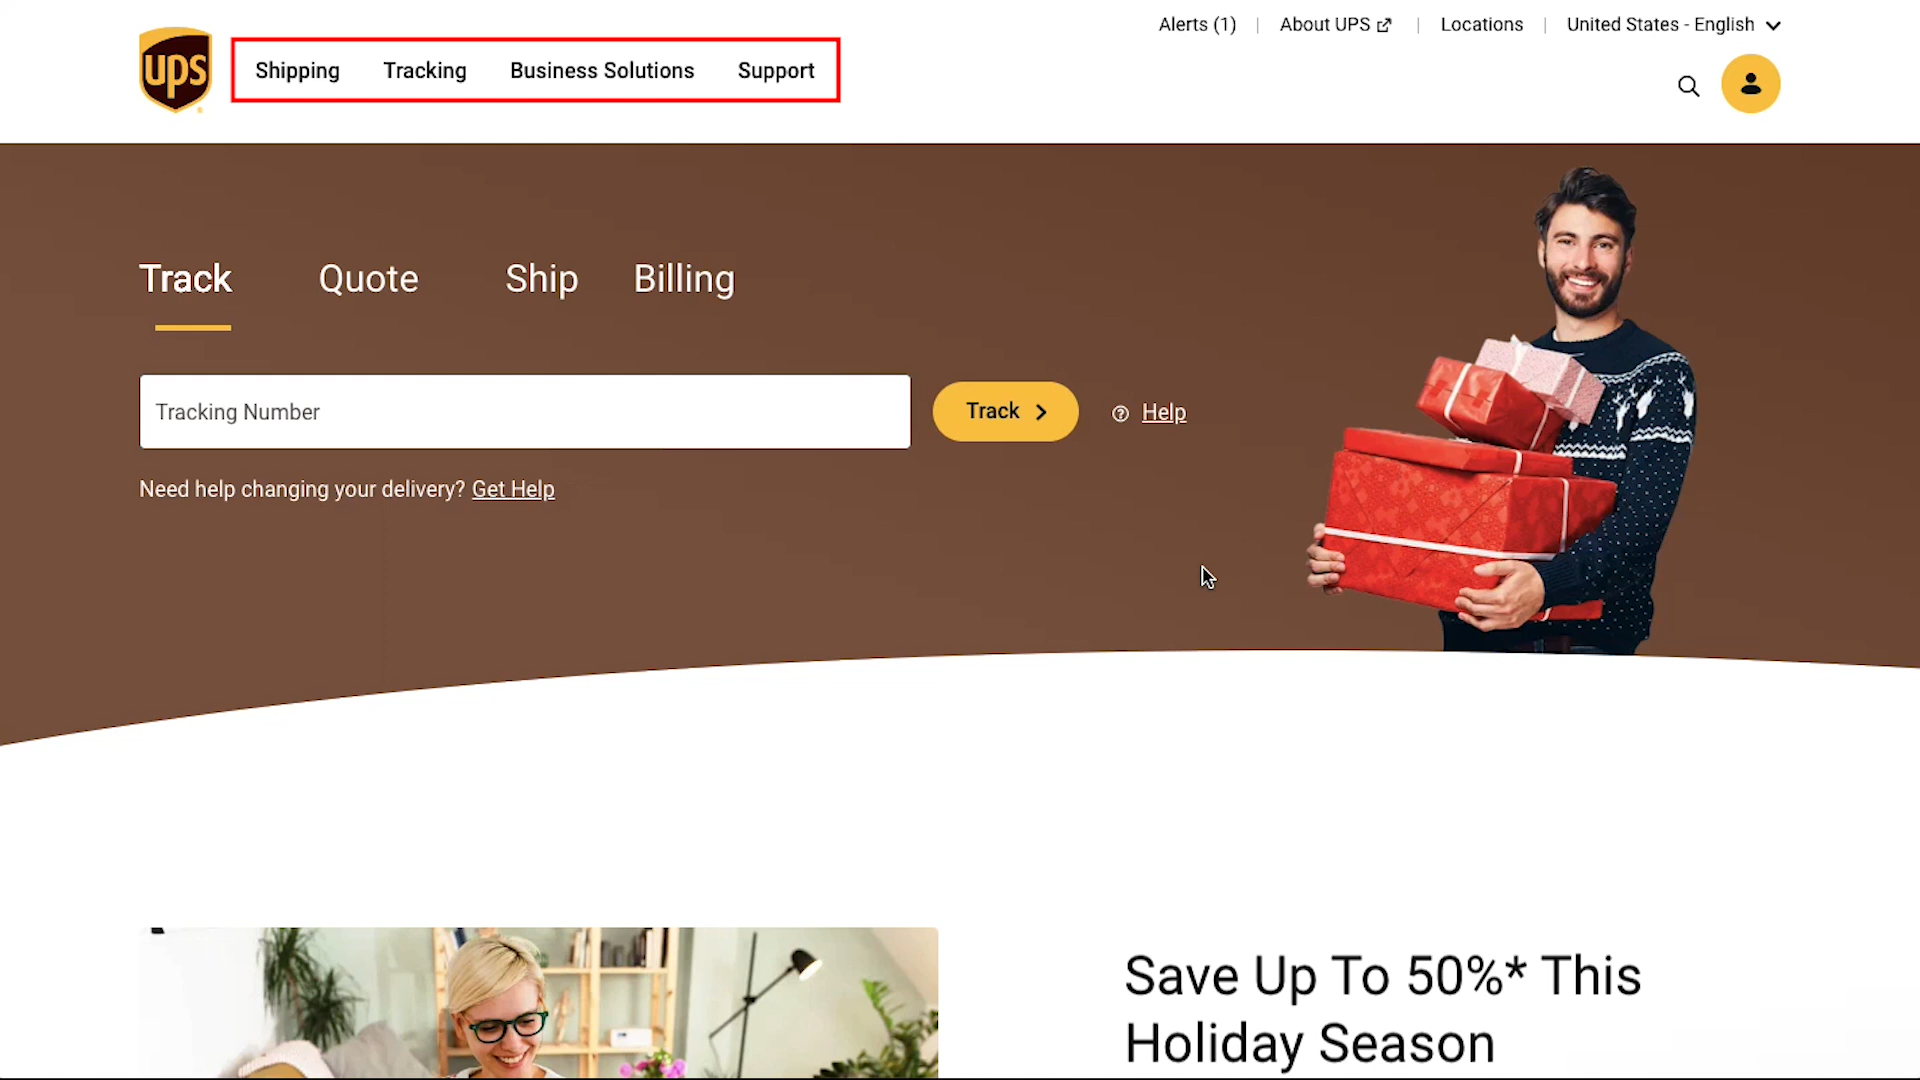 Alerts (1) | About UPS | Locations | United States - English
ups Shipping Tracking Business Solutions Support
Track Quote Ship Billing
Tracking Number Track Help
Need help changing your delivery? Get Help
Save Up To 50%* This
Holiday Season